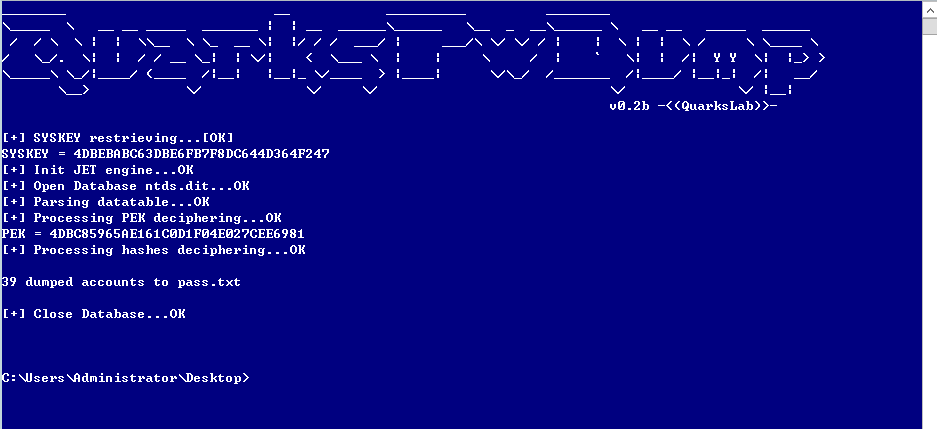 QuarksPwDump
v0.2b -<(QuarksLab)>-
[+] SYSKEY restrieving...[OK]
SYSKEY = 4DBEBABC63DBE6FB7F8DC644D364F247
[+] Init JET engine...OK
[+] Open Database ntds.dit...OK
[+] Parsing datatable...OK
[+] Processing PEK deciphering...OK
PEK = 4DBC85965AE161C0D1F04E027CEE6981
[+] Processing hashes deciphering...OK
39 dumped accounts to pass.txt
[+] Close Database...OK
C:\Users\Administrator\Desktop>